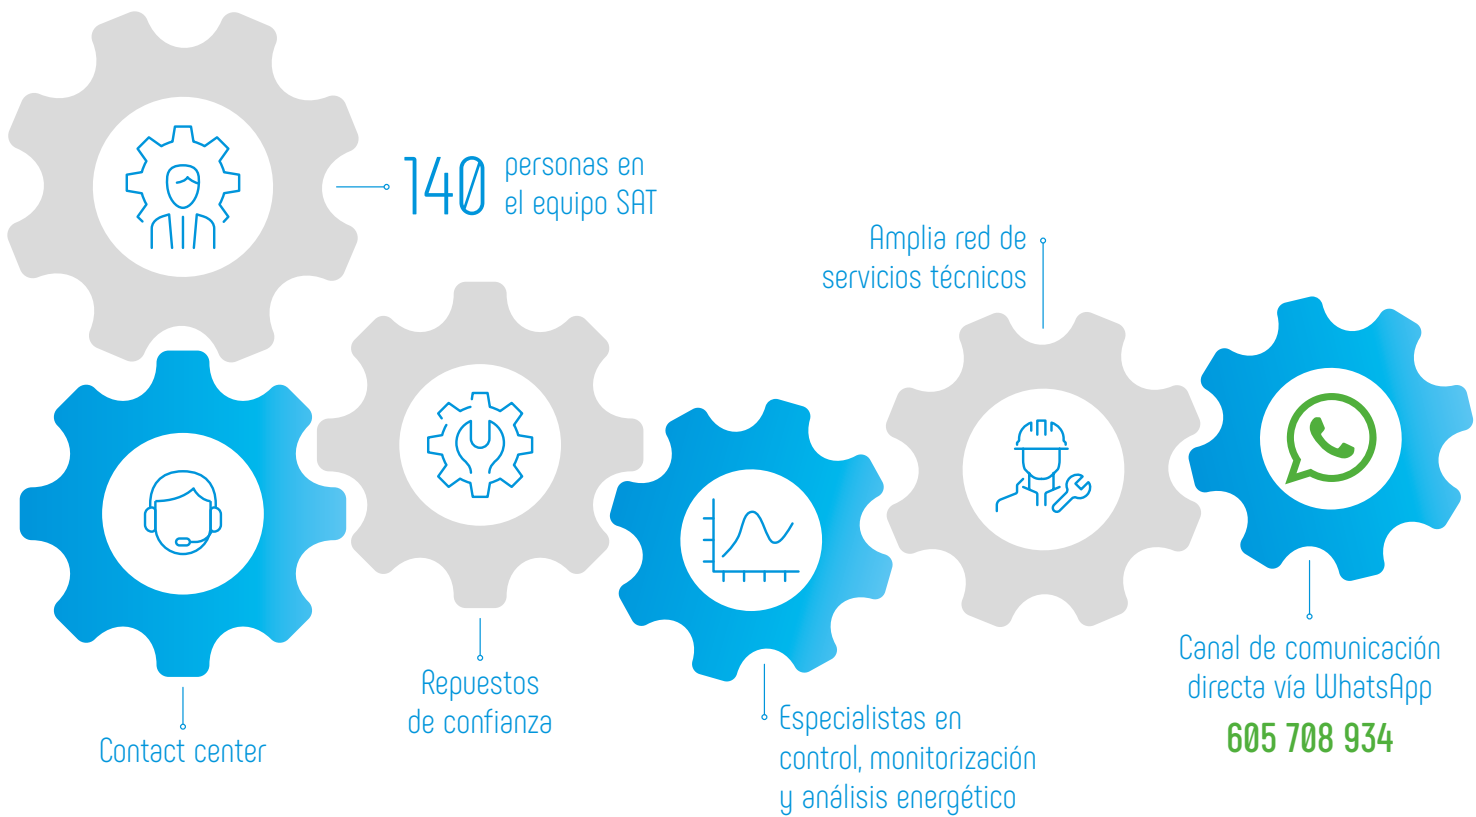 140 personas en
el equipo SAT
Amplia red de
servicios técnicos
Contact center
Repuestos
de confianza
Especialistas en
control, monitorización
y análisis energético
Canal de comunicación
directa vía WhatsApp
605 708 934